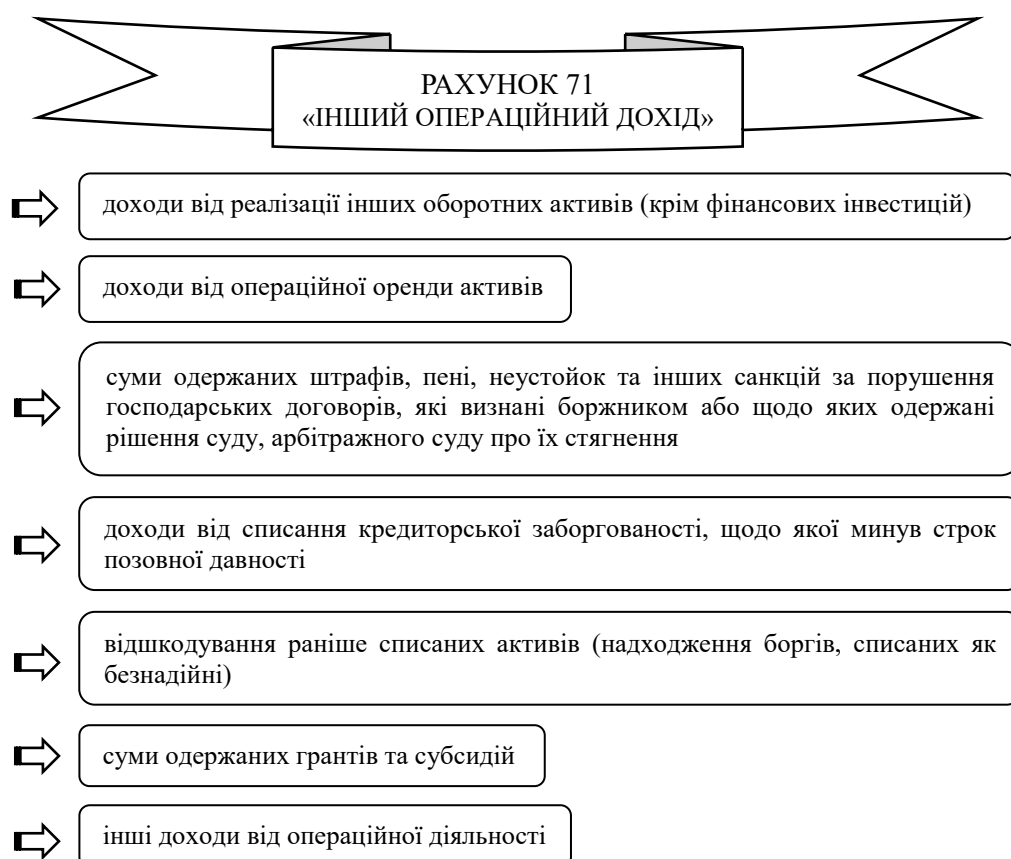 РАХУНОК 71
«ІНШИЙ ОПЕРАЦІЙНИЙ ДОХІД»
доходи від реалізації інших оборотних активів (крім фінансових інвестицій)
доходи від операційної оренди активів
суми одержаних штрафів, пені, неустойок та інших санкцій за порушення
господарських договорів, які визнані боржником або щодо яких одержані
рішення суду, арбітражного суду про їх стягнення
доходи від списання кредиторської заборгованості, щодо якої минув строк
позовної давності
відшкодування раніше списаних активів (надходження боргів, списаних як
безнадійні)
суми одержаних грантів та субсидій
інші доходи від операційної діяльності